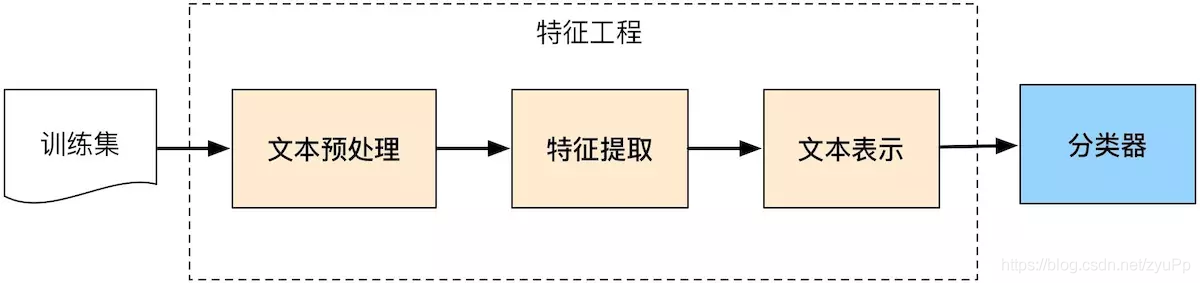 特征工程
训练集
文本预处理
特征提取
文本表示
分类器
https://blog.csdn.net/zyuPp